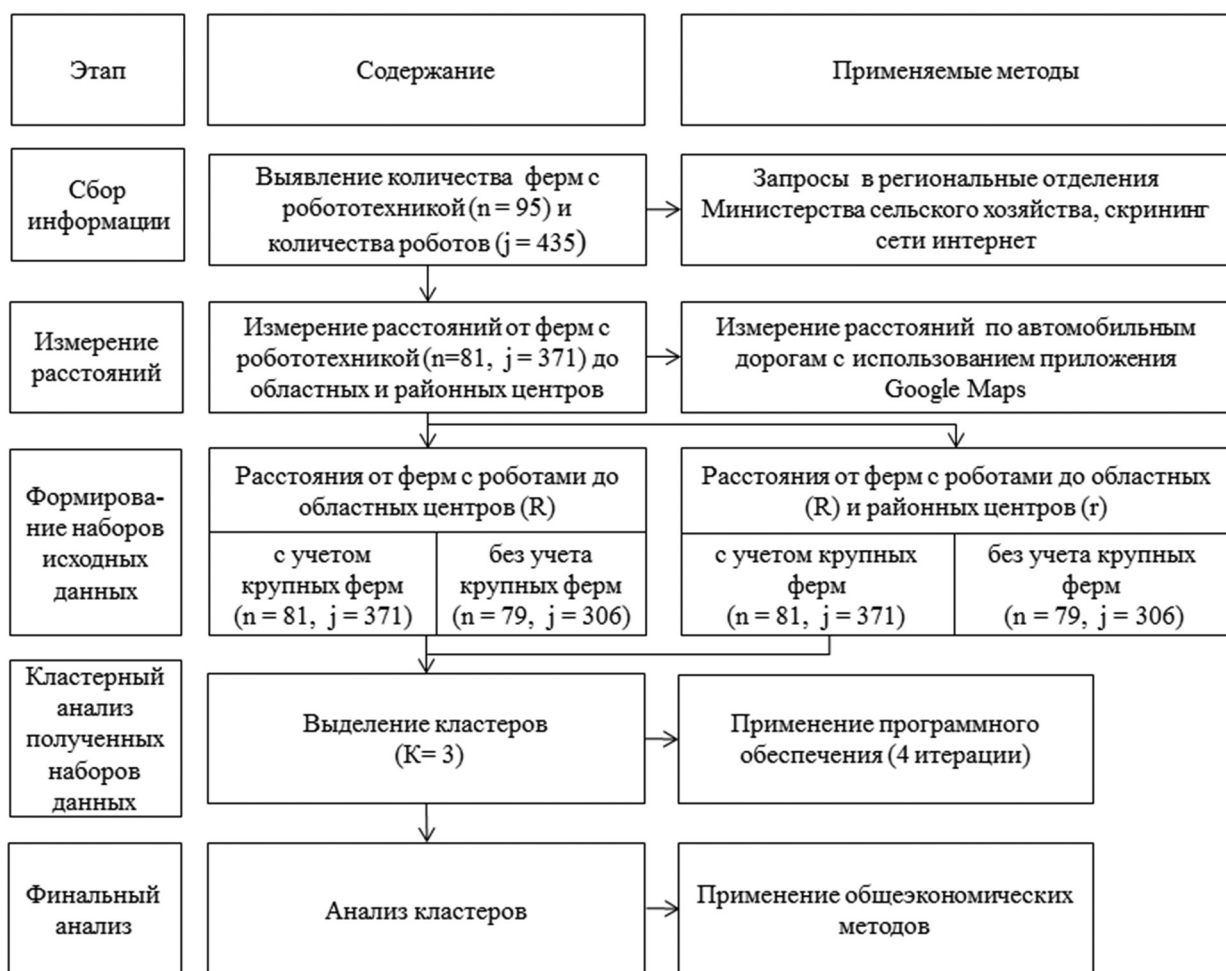 Этап
Содержание
Применяемые методы
Сбор
информации
Выявление количества ферм с
робототехникой (n = 95) и
количества роботов (j = 435)
Запросы в региональные отделения
Министерства сельского хозяйства, скрининг
сети интернет
Измерение
расстояний
Измерение расстояний от ферм с
робототехникой (n=81, j = 371) до
областных и районных центров
Измерение расстояний по автомобильным
дорогам с использованием приложения
Google Maps
Формирова-
ние наборов
исходных
данных
Расстояния от ферм с роботами до
областных центров (R)
с учетом
крупных ферм
(n = 81, j = 371)
без учета
крупных ферм
(n = 79, j = 306)
Расстояния от ферм с роботами до областных
(R) и районных центров (r)
с учетом крупных
ферм
(n = 81, j = 371)
без учета крупных
ферм
(n = 79, j = 306)
Кластерный
анализ
полученных
наборов
данных
Выделение кластеров
(К= 3)
Применение программного
обеспечения (4 итерации)
Финальный
анализ
Анализ кластеров
Применение общеэкономических
методов